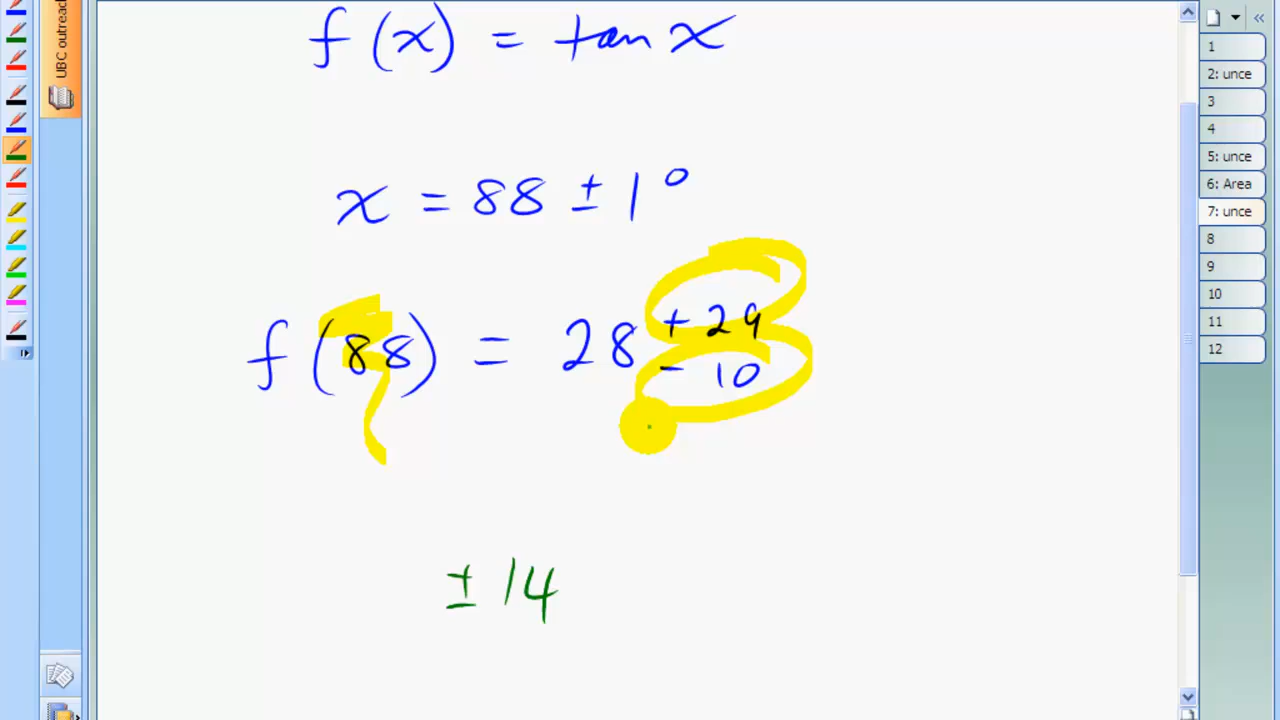 f(x) = tan x
x = 88 ± 1°
f(88) = 28 + 29
- 10
± 14
UBC outreach
1
2: unce
3
4
5: unce
6: Area
7: unce
8
9
10
11
12